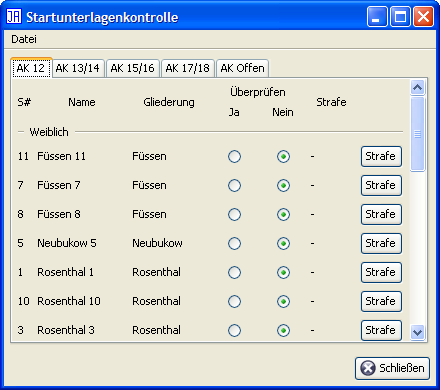 JA Startunterlagenkontrolle
Datei
AK 12 AK 13/14 AK 15/16 AK 17/18 AK Offen
Überprüfen
S# Name Gliederung Strafe
Ja Nein
Weiblich
11 Füssen 11 Füssen - Strafe
7 Füssen 7 Füssen - Strafe
8 Füssen 8 Füssen - Strafe
5 Neubukow 5 Neubukow - Strafe
1 Rosenthal 1 Rosenthal - Strafe
10 Rosenthal 10 Rosenthal - Strafe
3 Rosenthal 3 Rosenthal - Strafe
Schließen